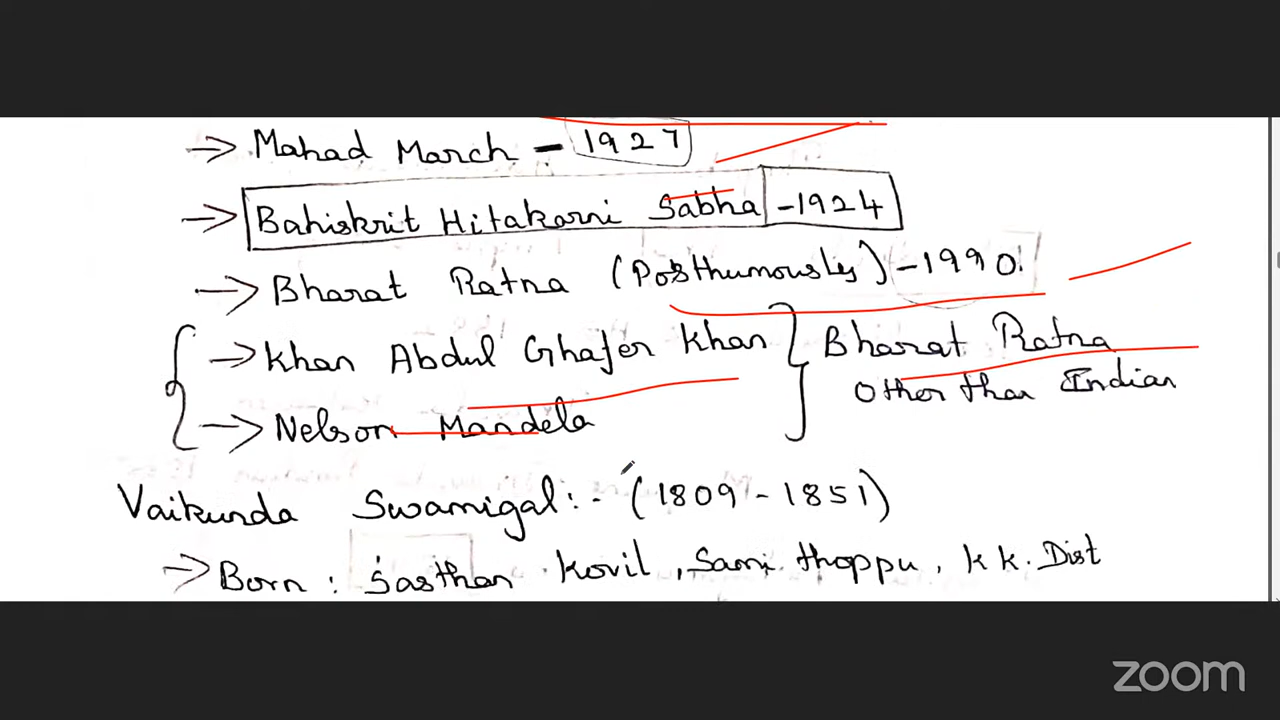 → Mahad March - 1927
→ Bahiskrit Hitakarni Sabha - 1924
→ Bharat Ratna (Posthumously) - 1990.
→ Khan Abdul Ghafer Khan } Bharat Ratna
Other than Indian
→ Nelson Mandela
Vaikunda Swamigal :- (1809 - 1851)
→ Born : Sasthan Kovil, Sami thoppu, K K. Dist
zoom